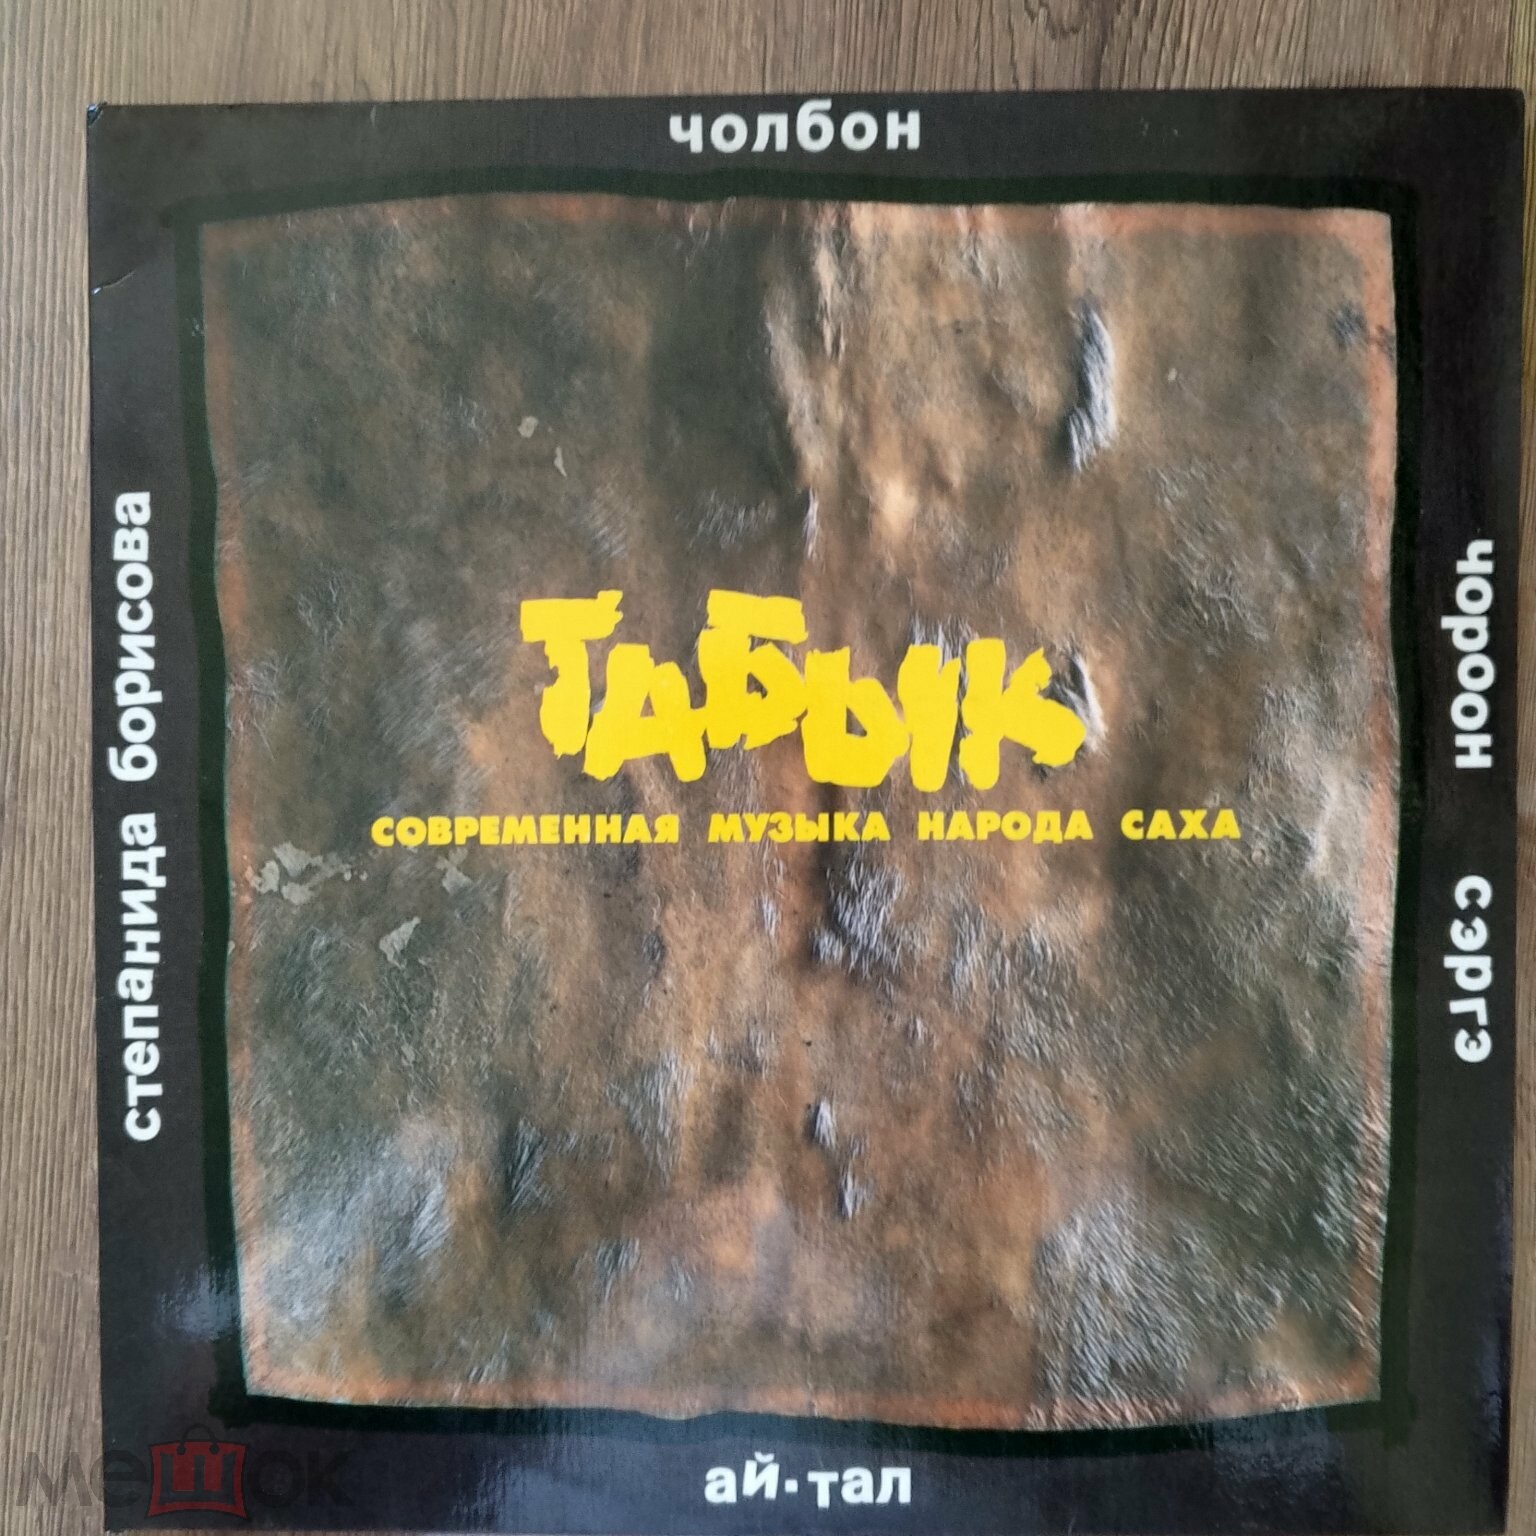 чолбон
степанида борисова
табык
современная музыка народа саха
чороон сэргэ
ай-тал
мешок